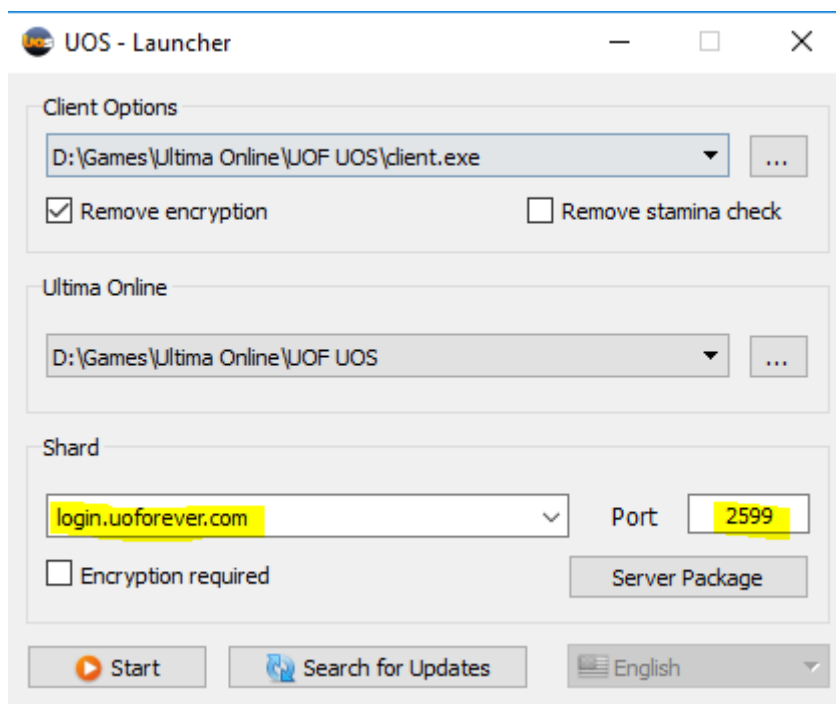 UOS - Launcher
Client Options
D:\Games\Ultima Online\UOF UOS\client.exe
...
Remove encryption
Remove stamina check
Ultima Online
D:\Games\Ultima Online\UOF UOS
...
Shard
login.uoforever.com
Port
2599
Encryption required
Server Package
Start
Search for Updates
English